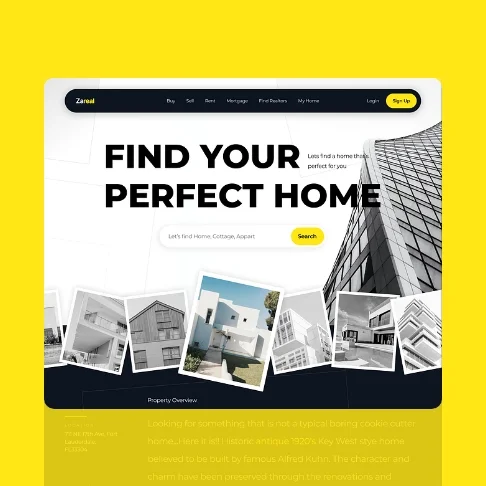 Zareal
Buy Sell Rent Mortgage Find Realtors My Home
Login Sign Up
FIND YOUR
Lets find a home that's
perfect for you
PERFECT HOME
Let's find Home, Cottage, Appart
Search
Property Overview
Looking for something that is not a typical boring cookie cutter
home...Here it is!! Historic antique 1920's Key West style home
believed to be built by famous Alfred Kuhn. The character and
charm have been preserved through the renovations and